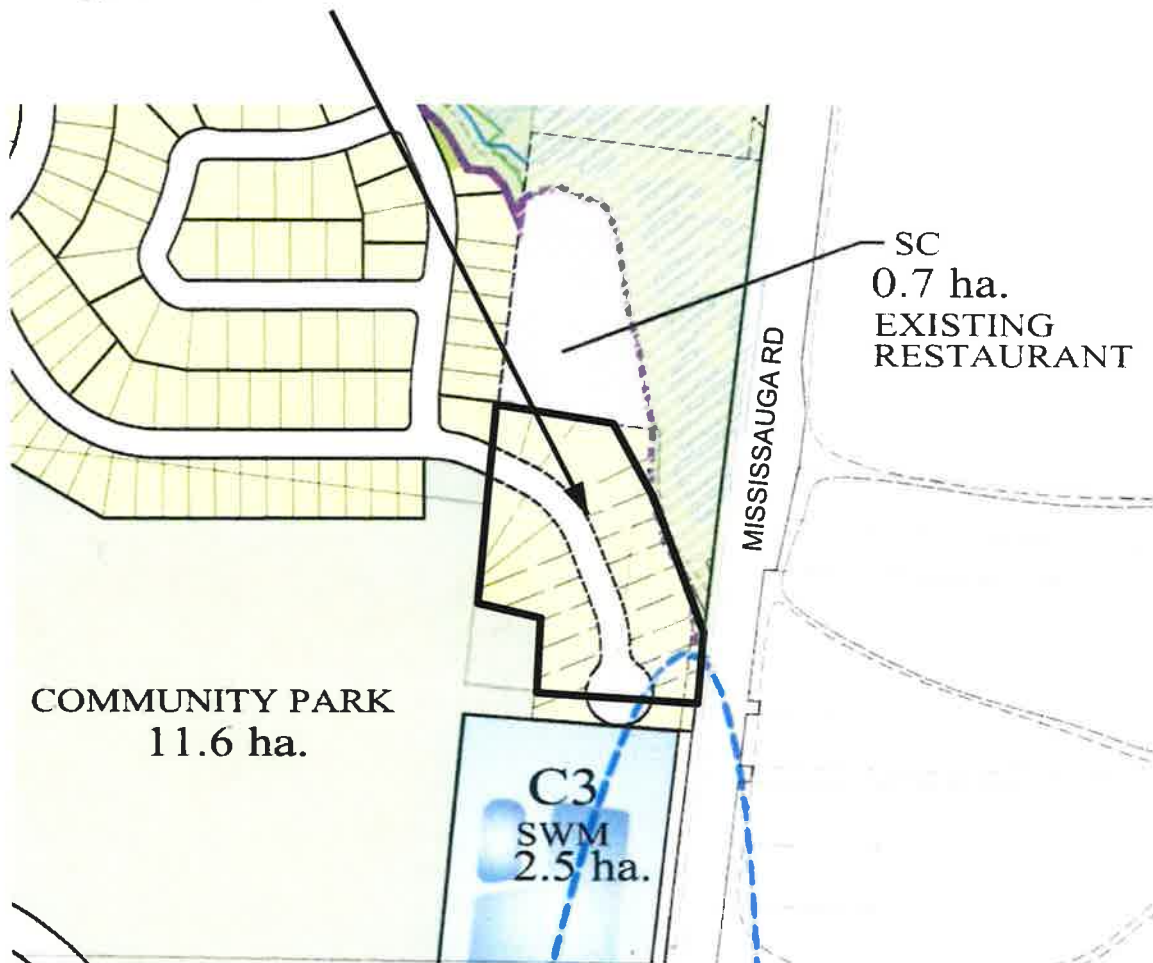 SC
0.7 ha.
EXISTING
RESTAURANT
MISSISSAUGA RD
COMMUNITY PARK
11.6 ha.
C3
SWM
2.5 ha.